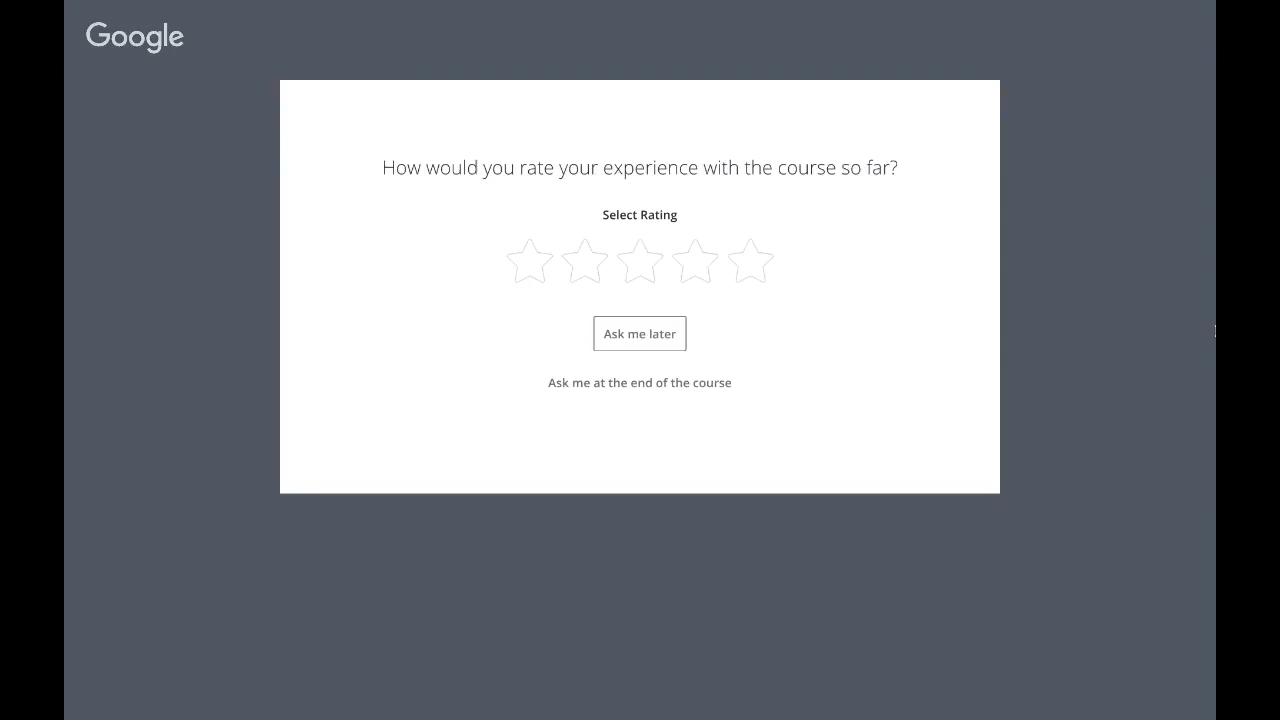 Google
How would you rate your experience with the course so far?
Select Rating
Ask me later
Ask me at the end of the course